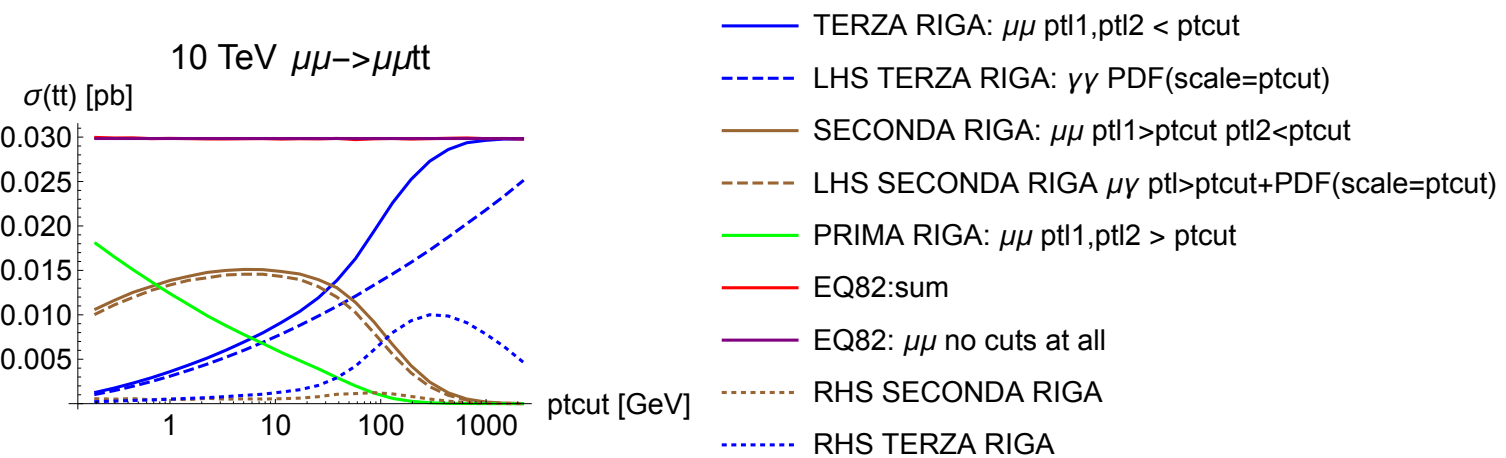 10 TeV μμ−>μμtt
σ(tt) [pb]
0.030
0.025
0.020
0.015
0.010
0.005
1 10 100 1000
ptcut [GeV]
TERZA RIGA: μμ ptl1,ptl2 < ptcut
LHS TERZA RIGA: γγ PDF(scale=ptcut)
SECONDA RIGA: μμ ptl1>ptcut ptl2<ptcut
LHS SECONDA RIGA μγ ptl>ptcut+PDF(scale=ptcut)
PRIMA RIGA: μμ ptl1,ptl2 > ptcut
EQ82:sum
EQ82: μμ no cuts at all
RHS SECONDA RIGA
RHS TERZA RIGA